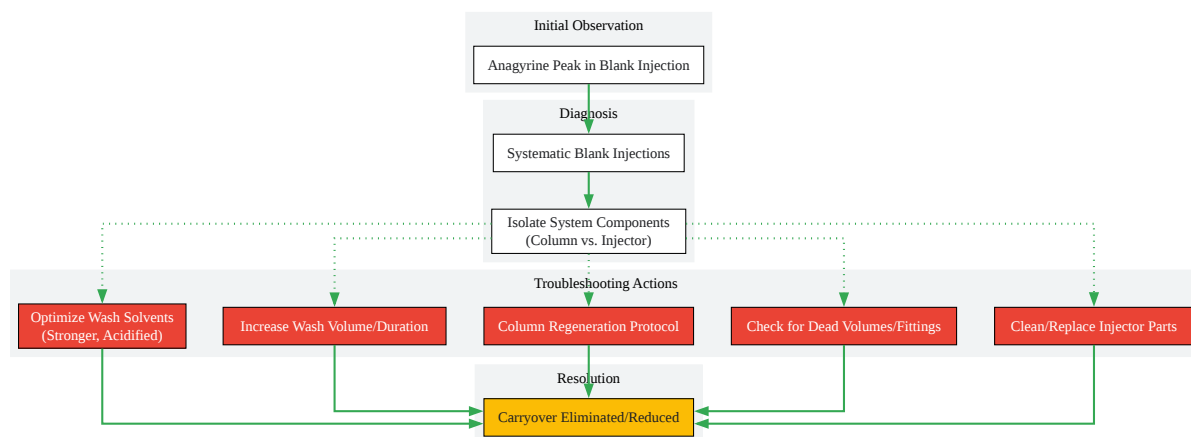 Initial Observation
Anagyrine Peak in Blank Injection
Diagnosis
Systematic Blank Injections
Isolate System Components
(Column vs. Injector)
Troubleshooting Actions
Optimize Wash Solvents
(Stronger, Acidified)
Increase Wash Volume/Duration
Column Regeneration Protocol
Check for Dead Volumes/Fittings
Clean/Replace Injector Parts
Resolution
Carryover Eliminated/Reduced